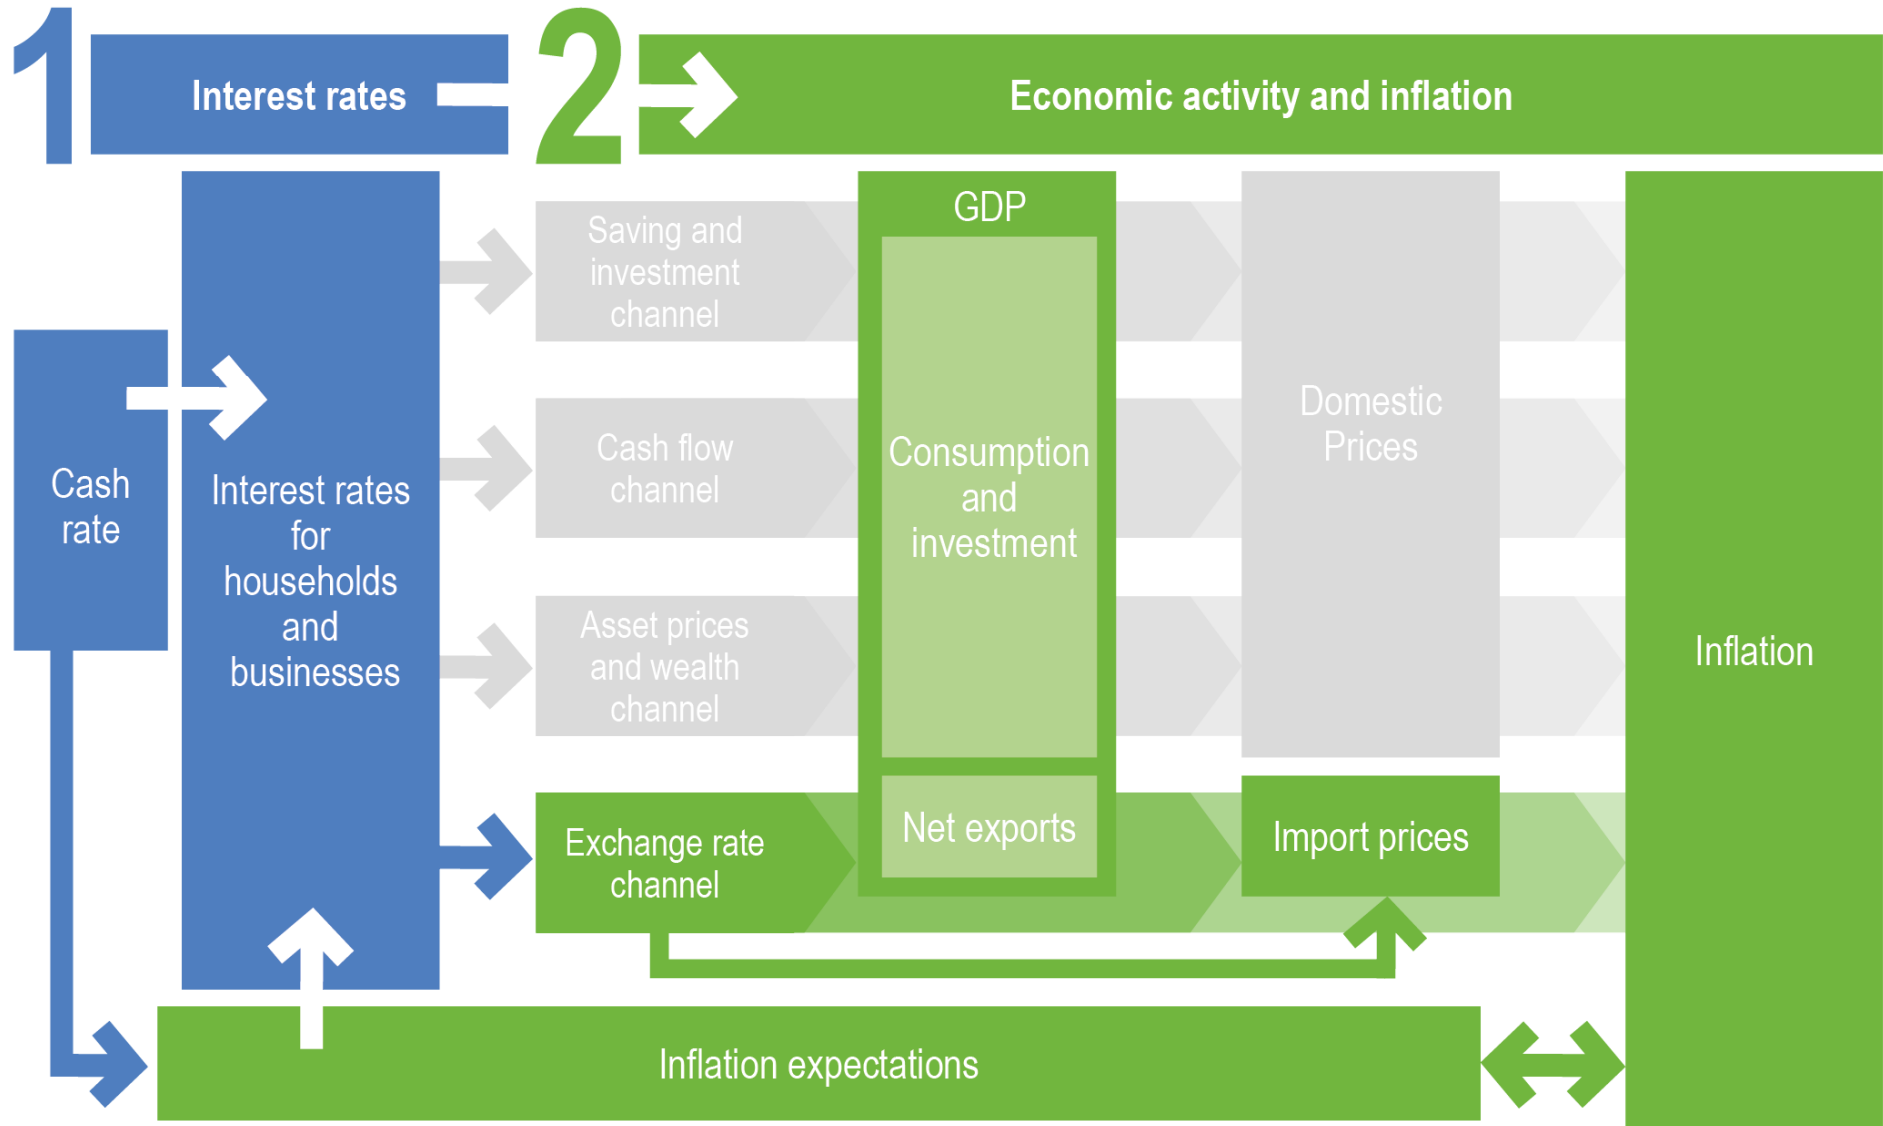 1
Interest rates
2
Economic activity and inflation
Cash
rate
Interest rates
for
households
and
businesses
Saving and
investment
channel
Cash flow
channel
Asset prices
and wealth
channel
Exchange rate
channel
GDP
Consumption
and
investment
Net exports
Domestic
Prices
Import prices
Inflation
Inflation expectations